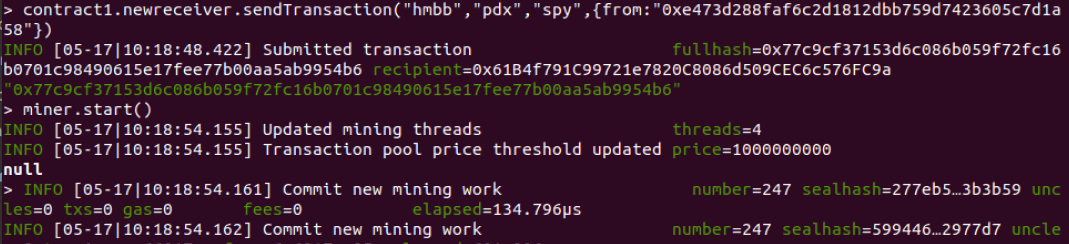 > contract1.newreceiver.sendTransaction("hmbb","pdx","spy",{from:"0xe473d288faf6c2d1812dbb759d7423605c7d1a
58"})
INFO [05-17|10:18:48.422] Submitted transaction fullhash=0x77c9cf37153d6c086b059f72fc16
b0701c98490615e17fee77b00aa5ab9954b6 recipient=0x61B4f791C99721e7820C8086d509CEC6c576FC9a
"0x77c9cf37153d6c086b059f72fc16b0701c98490615e17fee77b00aa5ab9954b6"
> miner.start()
INFO [05-17|10:18:54.155] Updated mining threads threads=4
INFO [05-17|10:18:54.155] Transaction pool price threshold updated price=1000000000
null
> INFO [05-17|10:18:54.161] Commit new mining work number=247 sealhash=277eb5…3b3b59 unc
les=0 txs=0 gas=0 fees=0 elapsed=134.796µs
INFO [05-17|10:18:54.162] Commit new mining work number=247 sealhash=599446…2977d7 uncle